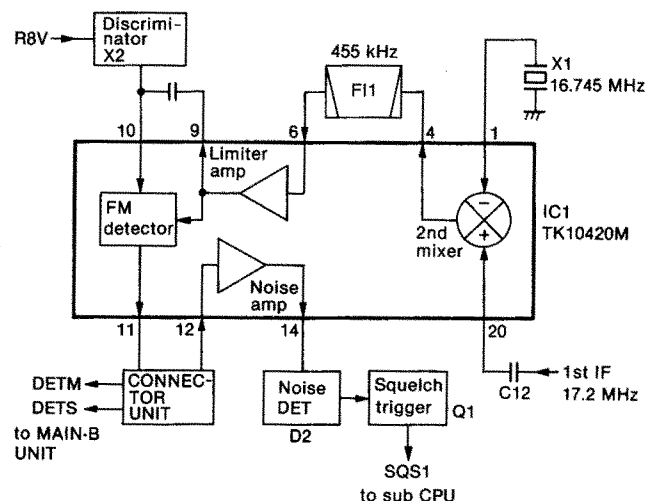 R8V
Discrimi-
nator
X2
455 kHz
FI1
X1
16.745 MHz
10
9
6
4
1
Limiter
amp
FM
detector
2nd
mixer
−
+
IC1
TK10420M
Noise
amp
11
12
14
20
DETM
DETS
to MAIN-B
UNIT
CONNEC-
TOR
UNIT
Noise
DET
D2
Squelch
trigger
Q1
C12
1st IF
17.2 MHz
SQS1
to sub CPU